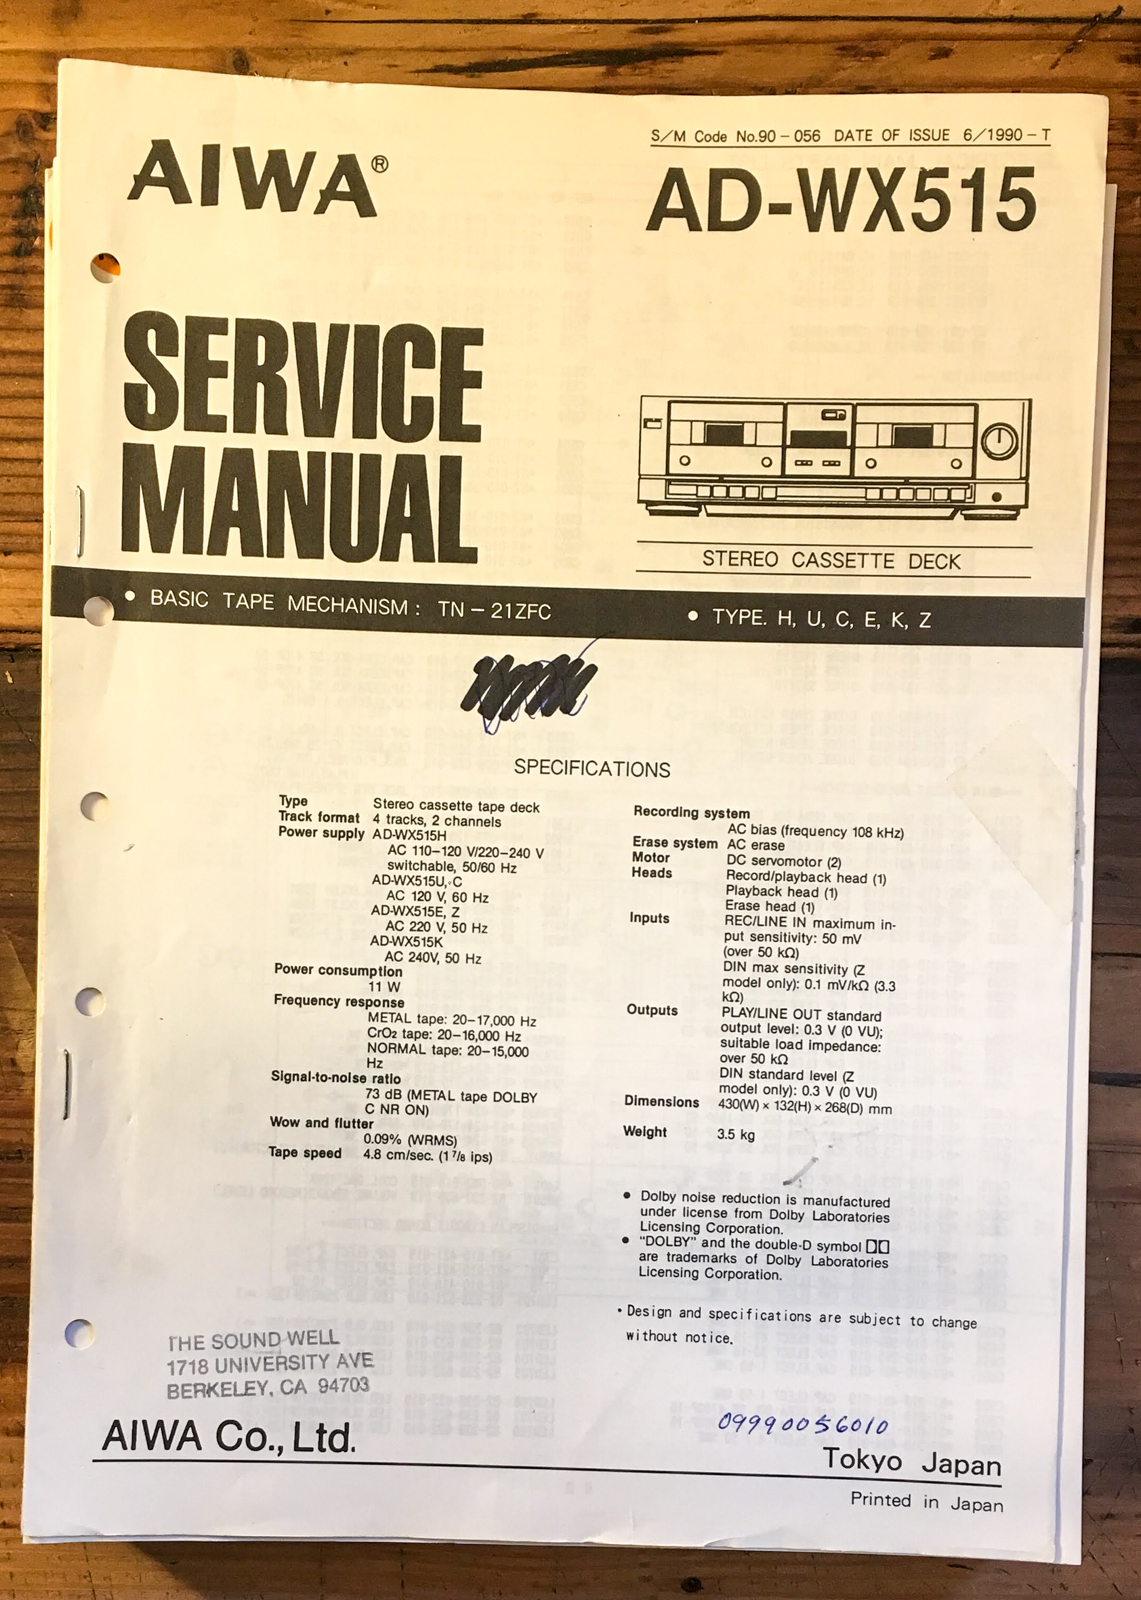 S/M Code No.90-056 DATE OF ISSUE 6/1990-T
AIWA®
AD-WX515
SERVICE
MANUAL
STEREO CASSETTE DECK
• BASIC TAPE MECHANISM: TN-21ZFC
• TYPE. H, U, C, E, K, Z
SPECIFICATIONS
Type Stereo cassette tape deck
Track format 4 tracks, 2 channels
Power supply AD-WX515H
AC 110–120 V/220–240 V
switchable, 50/60 Hz
AD-WX515U, C
AC 120 V, 60 Hz
AD-WX515E, Z
AC 220 V, 50 Hz
AD-WX515K
AC 240V, 50 Hz
Power consumption
11 W
Frequency response
METAL tape: 20–17,000 Hz
CrO2 tape: 20–16,000 Hz
NORMAL tape: 20–15,000
Hz
Signal-to-noise ratio
73 dB (METAL tape DOLBY
C NR ON)
Wow and flutter
0.09% (WRMS)
Tape speed 4.8 cm/sec. (1 7/8 ips)
Recording system
AC bias (frequency 108 kHz)
Erase system AC erase
Motor DC servomotor (2)
Heads Record/playback head (1)
Playback head (1)
Erase head (1)
Inputs REC/LINE IN maximum in-
put sensitivity: 50 mV
(over 50 kΩ)
DIN max sensitivity (Z
model only): 0.1 mV/kΩ (3.3
kΩ)
Outputs PLAY/LINE OUT standard
output level: 0.3 V (0 VU);
suitable load impedance:
over 50 kΩ
DIN standard level (Z
model only): 0.3 V (0 VU)
Dimensions 430(W) × 132(H) × 268(D) mm
Weight 3.5 kg
• Dolby noise reduction is manufactured
under license from Dolby Laboratories
Licensing Corporation.
• "DOLBY" and the double-D symbol
are trademarks of Dolby Laboratories
Licensing Corporation.
• Design and specifications are subject to change
without notice.
THE SOUND WELL
1718 UNIVERSITY AVE
BERKELEY, CA 94703
09990056010
AIWA Co., Ltd.
Tokyo Japan
Printed in Japan